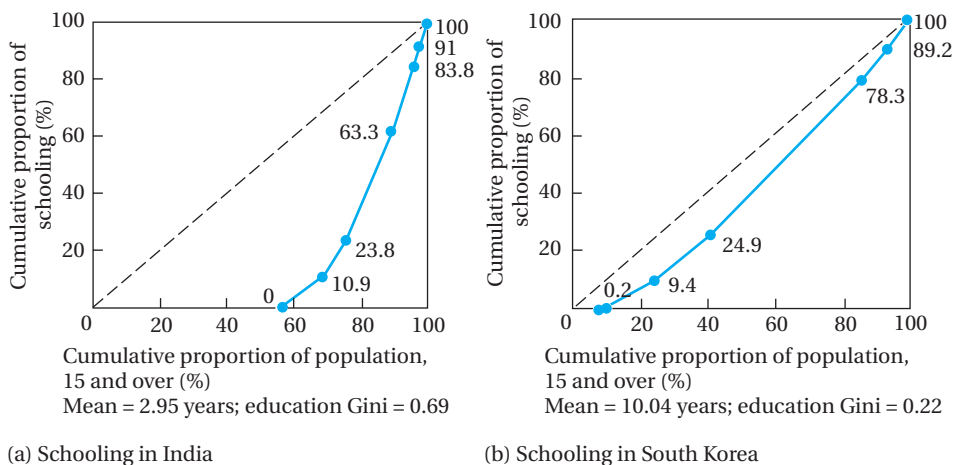 100
80
60
40
20
Cumulative proportion of
schooling (%)
100
91
83.8
63.3
23.8
10.9
0
0 20 40 60 80 100
Cumulative proportion of population,
15 and over (%)
Mean = 2.95 years; education Gini = 0.69
(a) Schooling in India
100
80
60
40
20
Cumulative proportion of
schooling (%)
100
89.2
78.3
24.9
9.4
0.2
0 20 40 60 80 100
Cumulative proportion of population,
15 and over (%)
Mean = 10.04 years; education Gini = 0.22
(b) Schooling in South Korea